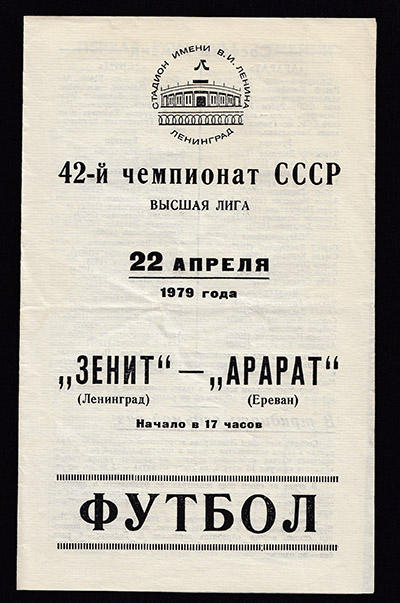 СТАДИОН ИМЕНИ В.И. ЛЕНИНА
ЛЕНИНГРАД
42-й чемпионат СССР
ВЫСШАЯ ЛИГА
22 АПРЕЛЯ
1979 года
„ЗЕНИТ“ — „АРАРАТ“
(Ленинград) (Ереван)
Начало в 17 часов
ФУТБОЛ